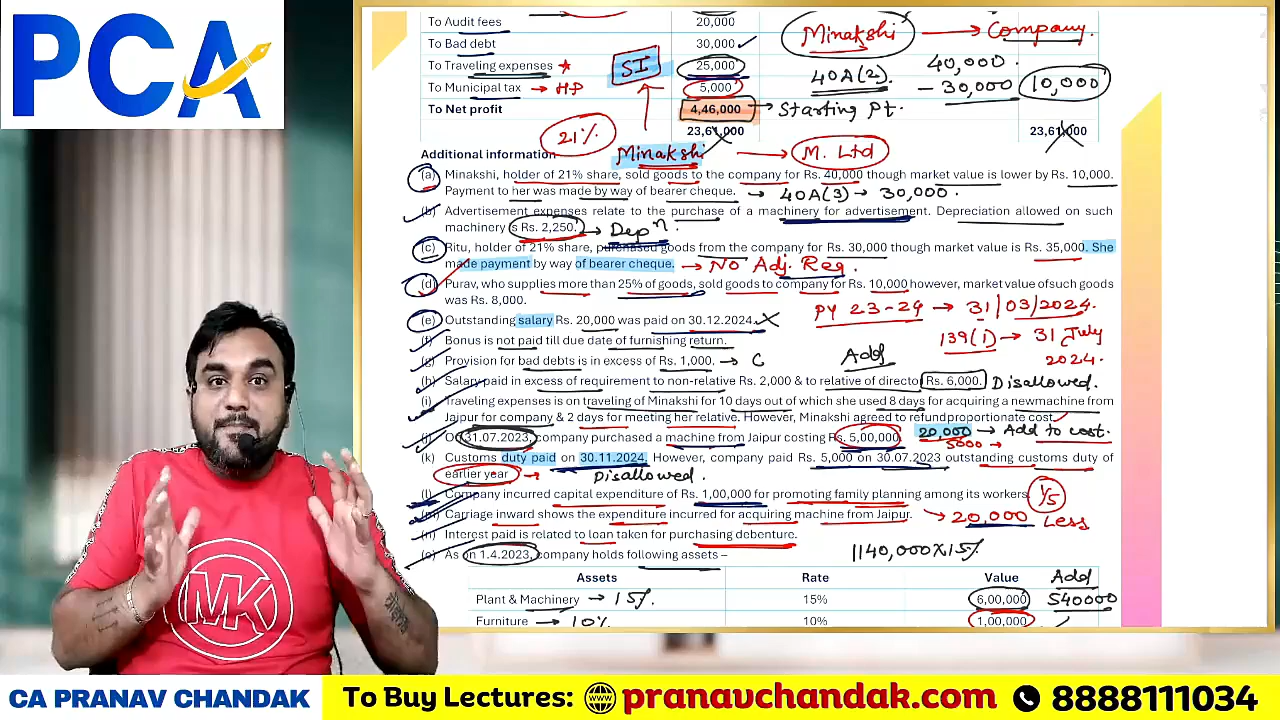 PCA
To Audit fees 20,000
To Bad debt 30,000
To Traveling expenses 25,000
To Municipal tax → HP 5,000
To Net profit 4,46,000 → Starting Pt.
23,61,000 23,61,000
SI
21%
Minakshi → Company.
40A(2). 40,000
- 30,000 10,000
Minakshi → M. Ltd
Additional information
(a) Minakshi, holder of 21% share, sold goods to the company for Rs. 40,000 though market value is lower by Rs. 10,000.
Payment to her was made by way of bearer cheque. → 40A(3) → 30,000.
(b) Advertisement expenses relate to the purchase of a machinery for advertisement. Depreciation allowed on such
machinery is Rs. 2,250. → Depⁿ.
(c) Ritu, holder of 21% share, purchased goods from the company for Rs. 30,000 though market value is Rs. 35,000. She
made payment by way of bearer cheque. → NO Adj. Req.
(d) Purav, who supplies more than 25% of goods, sold goods to company for Rs. 10,000 however, market value of such goods
was Rs. 8,000.
PY 23-24 → 31/03/2024.
(e) Outstanding salary Rs. 20,000 was paid on 30.12.2024.
139(1) → 31 July
2024.
(f) Bonus is not paid till due date of furnishing return.
(g) Provision for bad debts is in excess of Rs. 1,000. → C Add
(h) Salary paid in excess of requirement to non-relative Rs. 2,000 & to relative of director Rs. 6,000. Disallowed.
(i) Traveling expenses is on traveling of Minakshi for 10 days out of which she used 8 days for acquiring a newmachine from
Jaipur for company & 2 days for meeting her relative. However, Minakshi agreed to refund proportionate cost.
20,000 → Add to cost.
5000 →
(j) On 31.07.2023, company purchased a machine from Jaipur costing Rs. 5,00,000.
(k) Customs duty paid on 30.11.2024. However, company paid Rs. 5,000 on 30.07.2023 outstanding customs duty of
earlier year → Disallowed.
(l) Company incurred capital expenditure of Rs. 1,00,000 for promoting family planning among its workers. 1/5
→ 20,000 Less
(m) Carriage inward shows the expenditure incurred for acquiring machine from Jaipur.
(n) Interest paid is related to loan taken for purchasing debenture.
(o) As on 1.4.2023, company holds following assets –
1140,000 x 15%
Assets Rate Value Add
Plant & Machinery → 15%. 15% 6,00,000 540000
Furniture → 10%. 10% 1,00,000
MK
CA PRANAV CHANDAK
To Buy Lectures: pranavchandak.com 8888111034